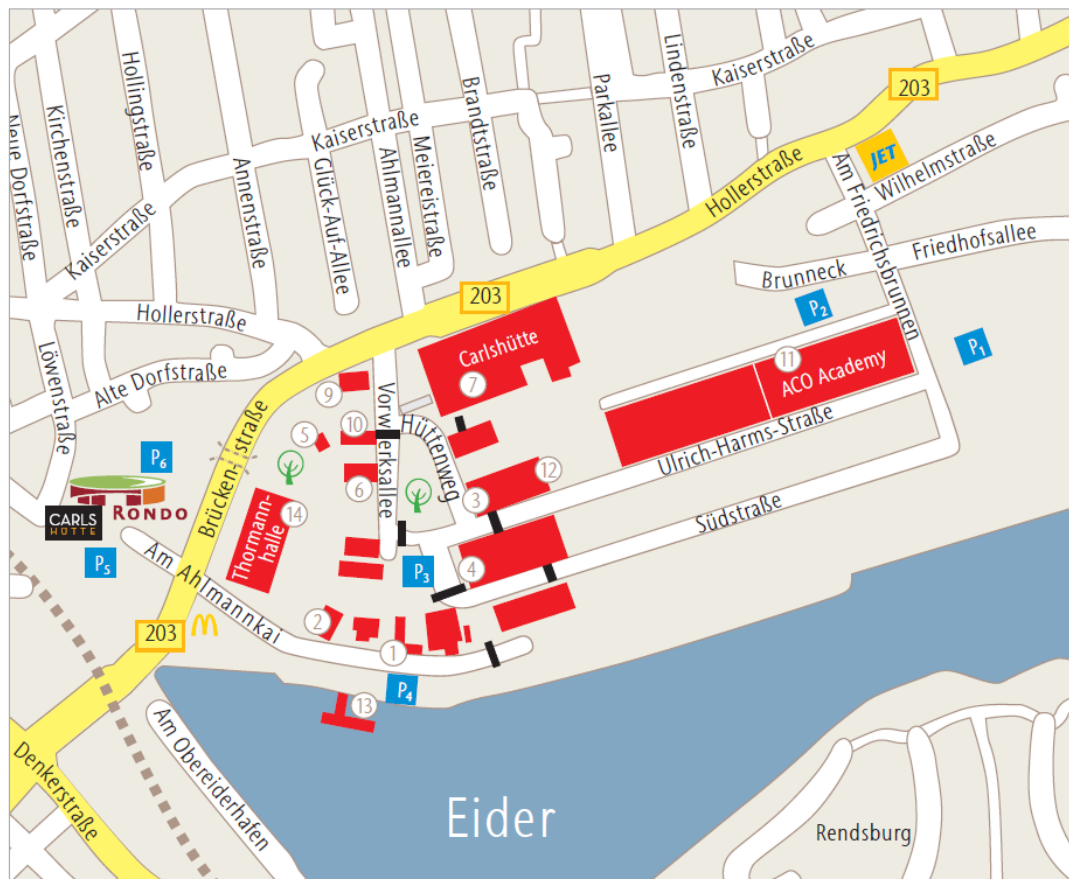 Neue Dorfstraße
Kirchenstraße
Hollingstraße
Annenstraße
Kaiserstraße
Kaiserstraße
Kaiserstraße
Glück-Auf-Allee
Ahlmannallee
Meiereistraße
Brandtstraße
Parkallee
Lindenstraße
203
JET
Wilhelmstraße
Hollerstraße
Am Friedrichsbrunnen
Friedhofsallee
Brunneck
P2
P1
203
Hollerstraße
Löwenstraße
Alte Dorfstraße
Carlshütte
7
11
ACO Academy
Ulrich-Harms-Straße
9
10
5
6
Vorwerksallee
Hüttenweg
12
3
4
Südstraße
P6
RONDO
CARLS
HÜTTE
P5
Brücken-straße
14
Thormann-
halle
P3
Am Ahlmannkai
203
2
1
P4
13
Am Obereiderhafen
Denkerstraße
Eider
Rendsburg